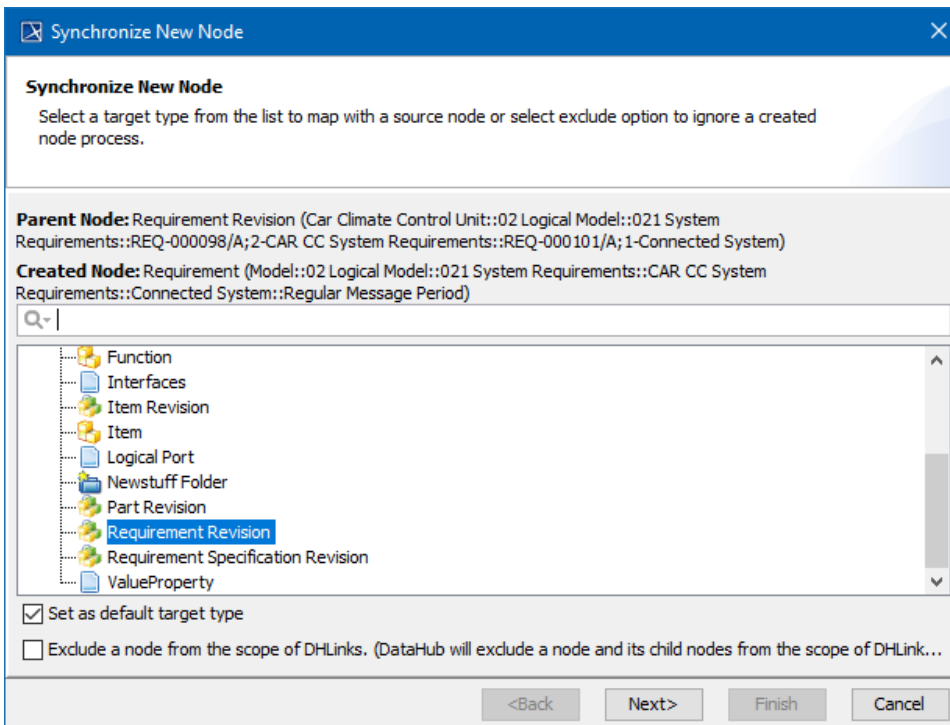 Synchronize New Node
Synchronize New Node
Select a target type from the list to map with a source node or select exclude option to ignore a created
node process.
Parent Node: Requirement Revision (Car Climate Control Unit::02 Logical Model::021 System
Requirements::REQ-000098/A;2-CAR CC System Requirements::REQ-000101/A;1-Connected System)
Created Node: Requirement (Model::02 Logical Model::021 System Requirements::CAR CC System
Requirements::Connected System::Regular Message Period)
Function
Interfaces
Item Revision
Item
Logical Port
Newstuff Folder
Part Revision
Requirement Revision
Requirement Specification Revision
ValueProperty
Set as default target type
Exclude a node from the scope of DHLinks. (DataHub will exclude a node and its child nodes from the scope of DHLink...
<Back
Next>
Finish
Cancel